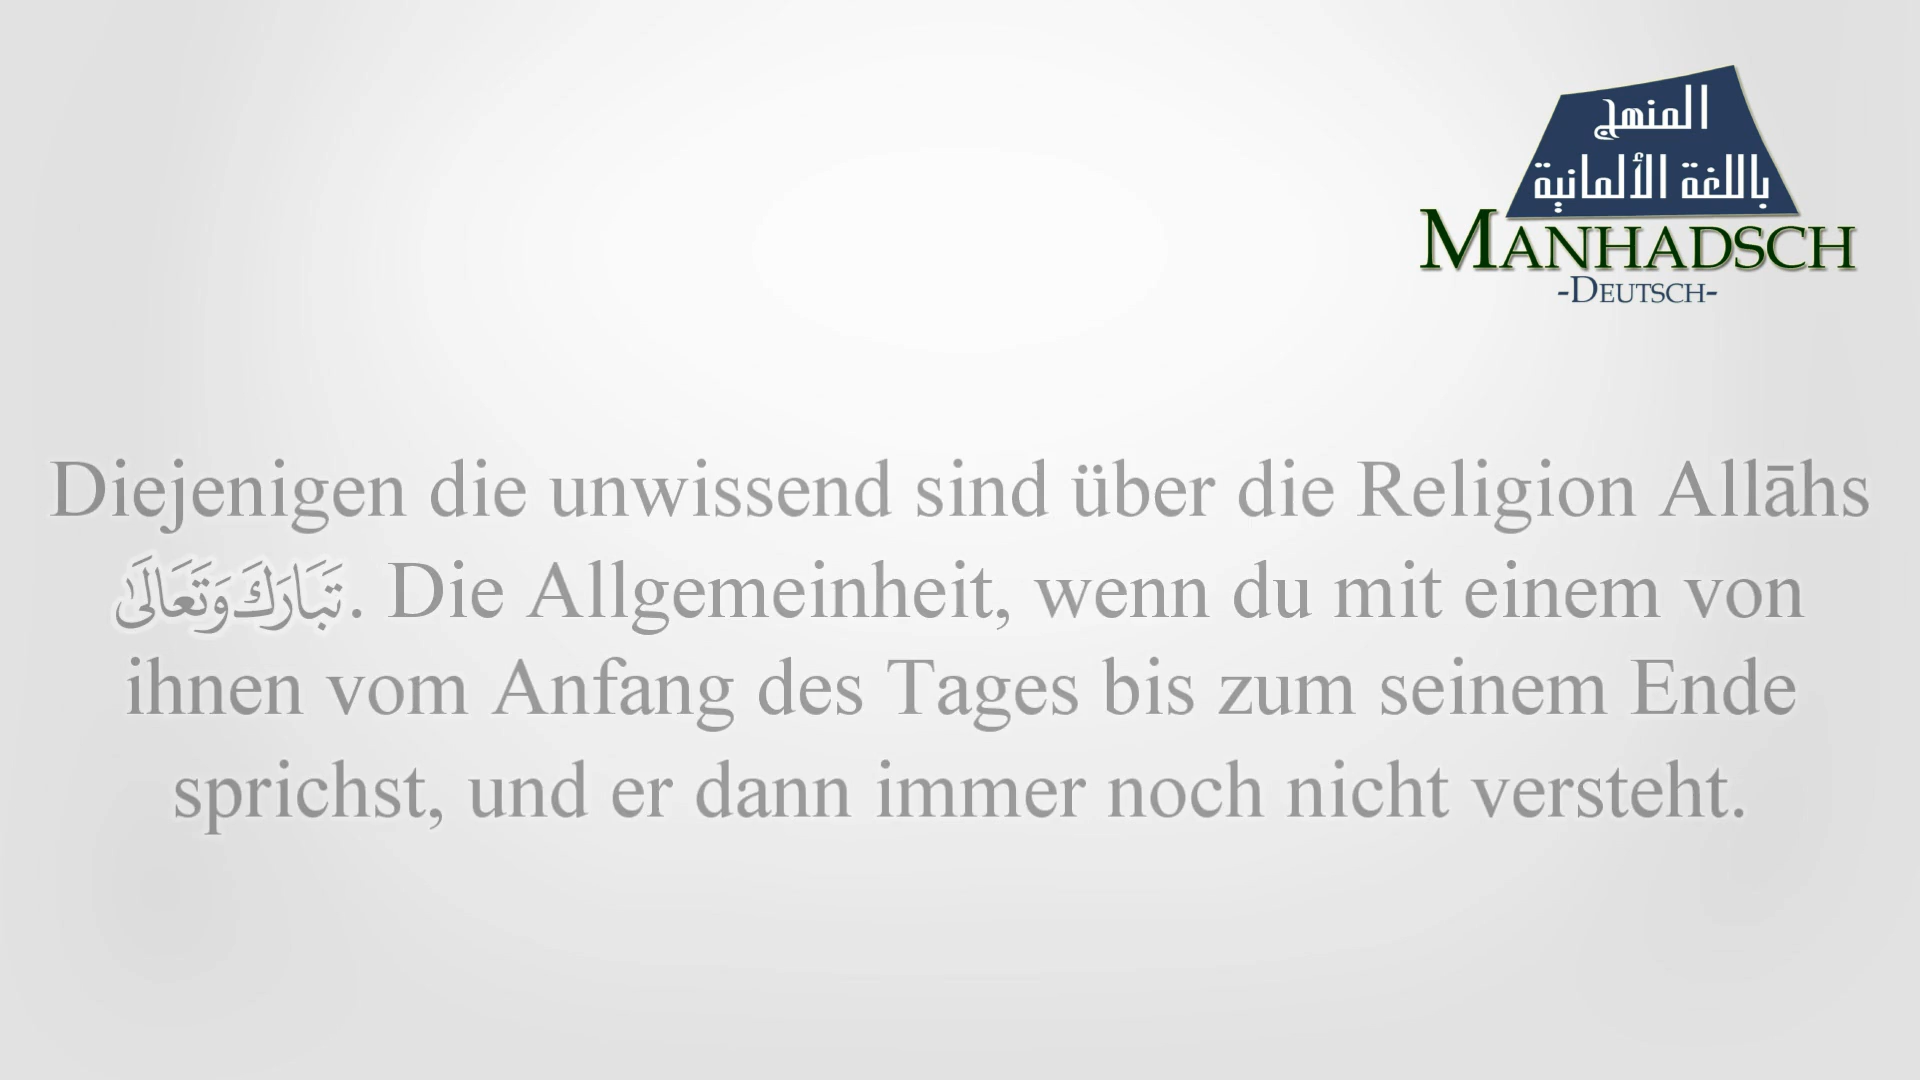 المنهج
باللغة الألمانية
MANHADSCH
-DEUTSCH-
Diejenigen die unwissend sind über die Religion Allāhs
تَبَارَكَ وَتَعَالَىٰ. Die Allgemeinheit, wenn du mit einem von
ihnen vom Anfang des Tages bis zum seinem Ende
sprichst, und er dann immer noch nicht versteht.